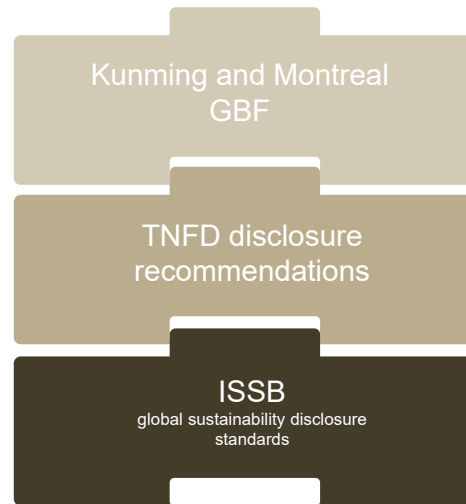 Kunming and Montreal
GBF
TNFD disclosure
recommendations
ISSB
global sustainability disclosure
standards